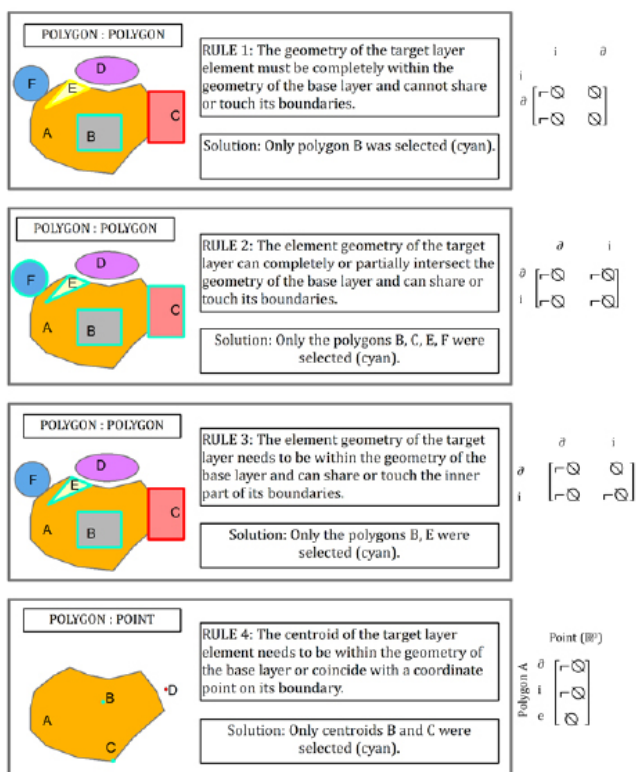 POLYGON : POLYGON
F
D
E
A
B
C
RULE 1: The geometry of the target layer
element must be completely within the
geometry of the base layer and cannot share
or touch its boundaries.
Solution: Only polygon B was selected (cyan).
i ∂
i
∂
⌐∅ ∅
⌐∅ ∅
POLYGON : POLYGON
F
D
E
A
B
C
RULE 2: The element geometry of the target
layer can completely or partially intersect the
geometry of the base layer and can share or
touch its boundaries.
Solution: Only the polygons B, C, E, F were
selected (cyan).
∂ i
∂ ⌐∅ ⌐∅
i ⌐∅ ⌐∅
POLYGON : POLYGON
F
D
E
A
B
C
RULE 3: The element geometry of the target
layer needs to be within the geometry of the
base layer and can share or touch the inner
part of its boundaries.
Solution: Only the polygons B, E were
selected (cyan).
∂ i
∂ ⌐∅ ∅
i ⌐∅ ⌐∅
POLYGON : POINT
A
B
C
D
RULE 4: The centroid of the target layer
element needs to be within the geometry of
the base layer or coincide with a coordinate
point on its boundary.
Solution: Only centroids B and C were
selected (cyan).
Polygon A
∂ ⌐∅
i ⌐∅
e ∅